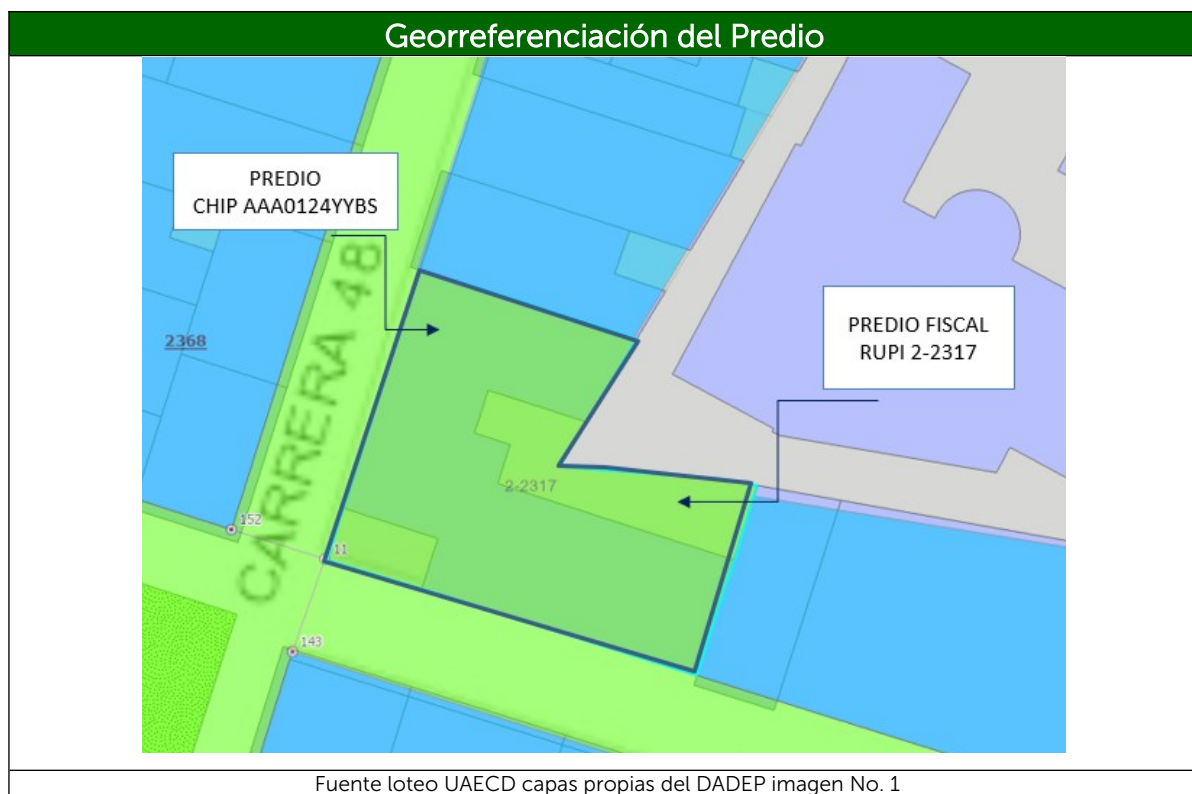 Georreferenciación del Predio
PREDIO
CHIP AAA0124YYBS
CARRERA 48
2368
PREDIO FISCAL
RUPI 2-2317
2-2317
152
11
143
Fuente loteo UAECD capas propias del DADEP imagen No. 1